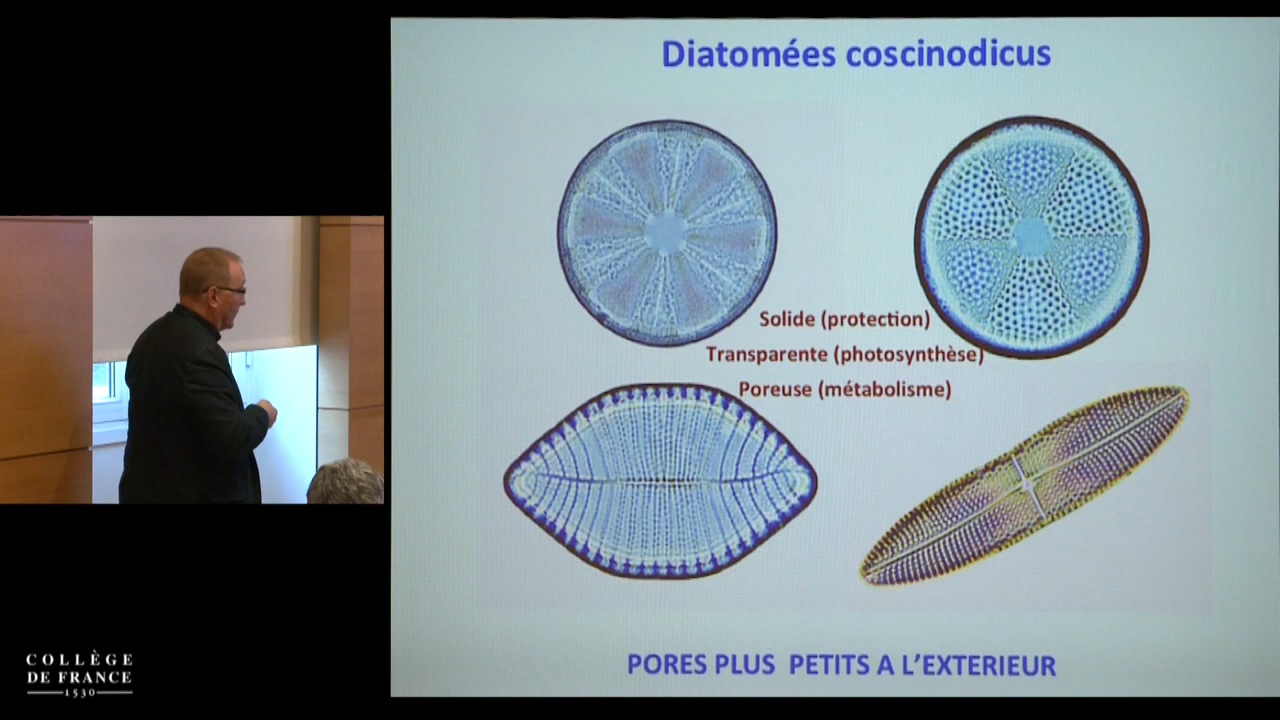 Diatomées coscinodicus
Solide (protection)
Transparente (photosynthèse)
Poreuse (métabolisme)
PORES PLUS PETITS A L’EXTERIEUR
COLLÈGE
DE FRANCE
1530